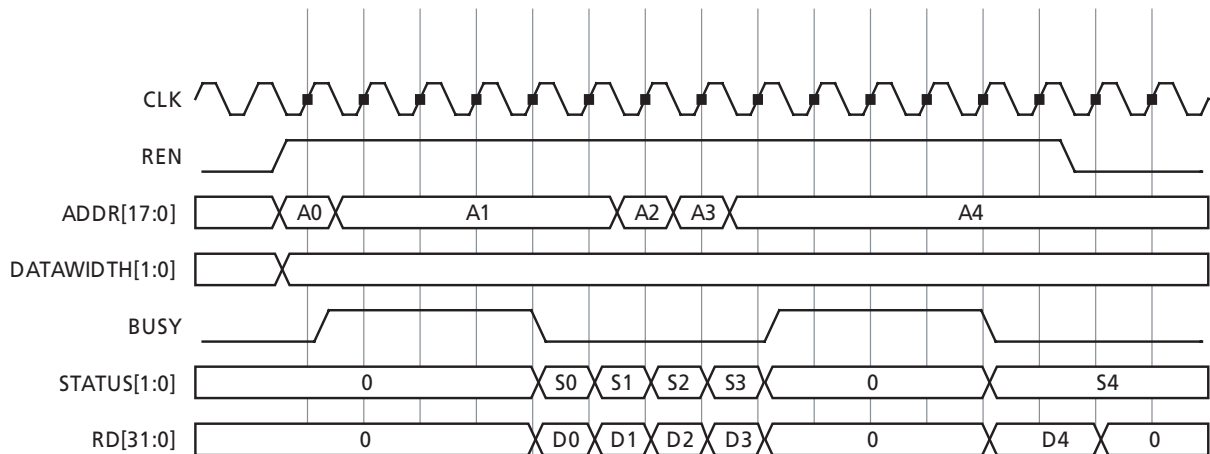 CLK
REN
ADDR[17:0] A0 A1 A2 A3 A4
DATAWIDTH[1:0]
BUSY
STATUS[1:0] 0 S0 S1 S2 S3 0 S4
RD[31:0] 0 D0 D1 D2 D3 0 D4 0